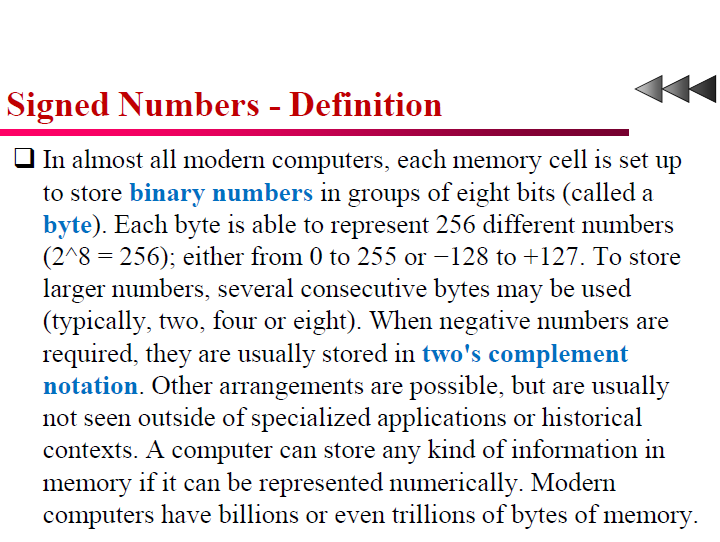 Signed Numbers - Definition
In almost all modern computers, each memory cell is set up
to store binary numbers in groups of eight bits (called a
byte). Each byte is able to represent 256 different numbers
(2^8 = 256); either from 0 to 255 or −128 to +127. To store
larger numbers, several consecutive bytes may be used
(typically, two, four or eight). When negative numbers are
required, they are usually stored in two's complement
notation. Other arrangements are possible, but are usually
not seen outside of specialized applications or historical
contexts. A computer can store any kind of information in
memory if it can be represented numerically. Modern
computers have billions or even trillions of bytes of memory.